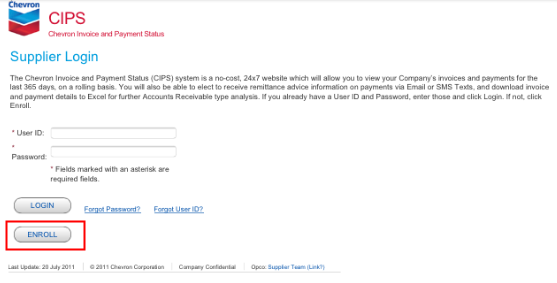 Chevron
CIPS
Chevron Invoice and Payment Status
Supplier Login
The Chevron Invoice and Payment Status (CIPS) system is a no-cost, 24x7 website which will allow you to view your Company's invoices and payments for the
last 365 days, on a rolling basis. You will also be able to elect to receive remittance advice information on payments via Email or SMS Texts, and download invoice
and payment details to Excel for further Accounts Receivable type analysis. If you already have a User ID and Password, enter those and click Login. If not, click
Enroll.
* User ID:
*
Password:
* Fields marked with an asterisk are
required fields.
LOGIN Forgot Password? Forgot User ID?
ENROLL
Last Update: 20 July 2011 © 2011 Chevron Corporation Company Confidential Opco: Supplier Team (Link?)